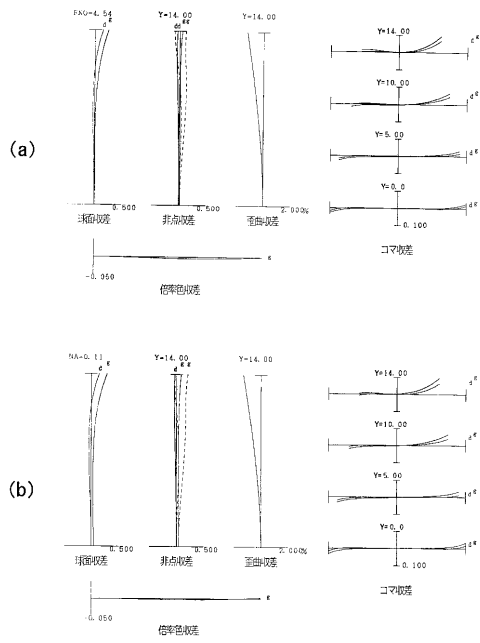 FNO=4.54
d g
Y=14.00
d d g g
Y=14.00
0.500
球面収差
0.500
非点収差
2.000%
歪曲収差
g
-0.050
倍率色収差
(a)
Y=14.00
d g
Y=10.00
d g
Y=5.00
d g
Y=0.0
d g
0.100
コマ収差
NA=0.11
d g
Y=14.00
d g g
Y=14.00
0.500
球面収差
0.500
非点収差
2.000%
歪曲収差
g
-0.050
倍率色収差
(b)
Y=14.00
d g
Y=10.00
d g
Y=5.00
d g
Y=0.0
d g
0.100
コマ収差